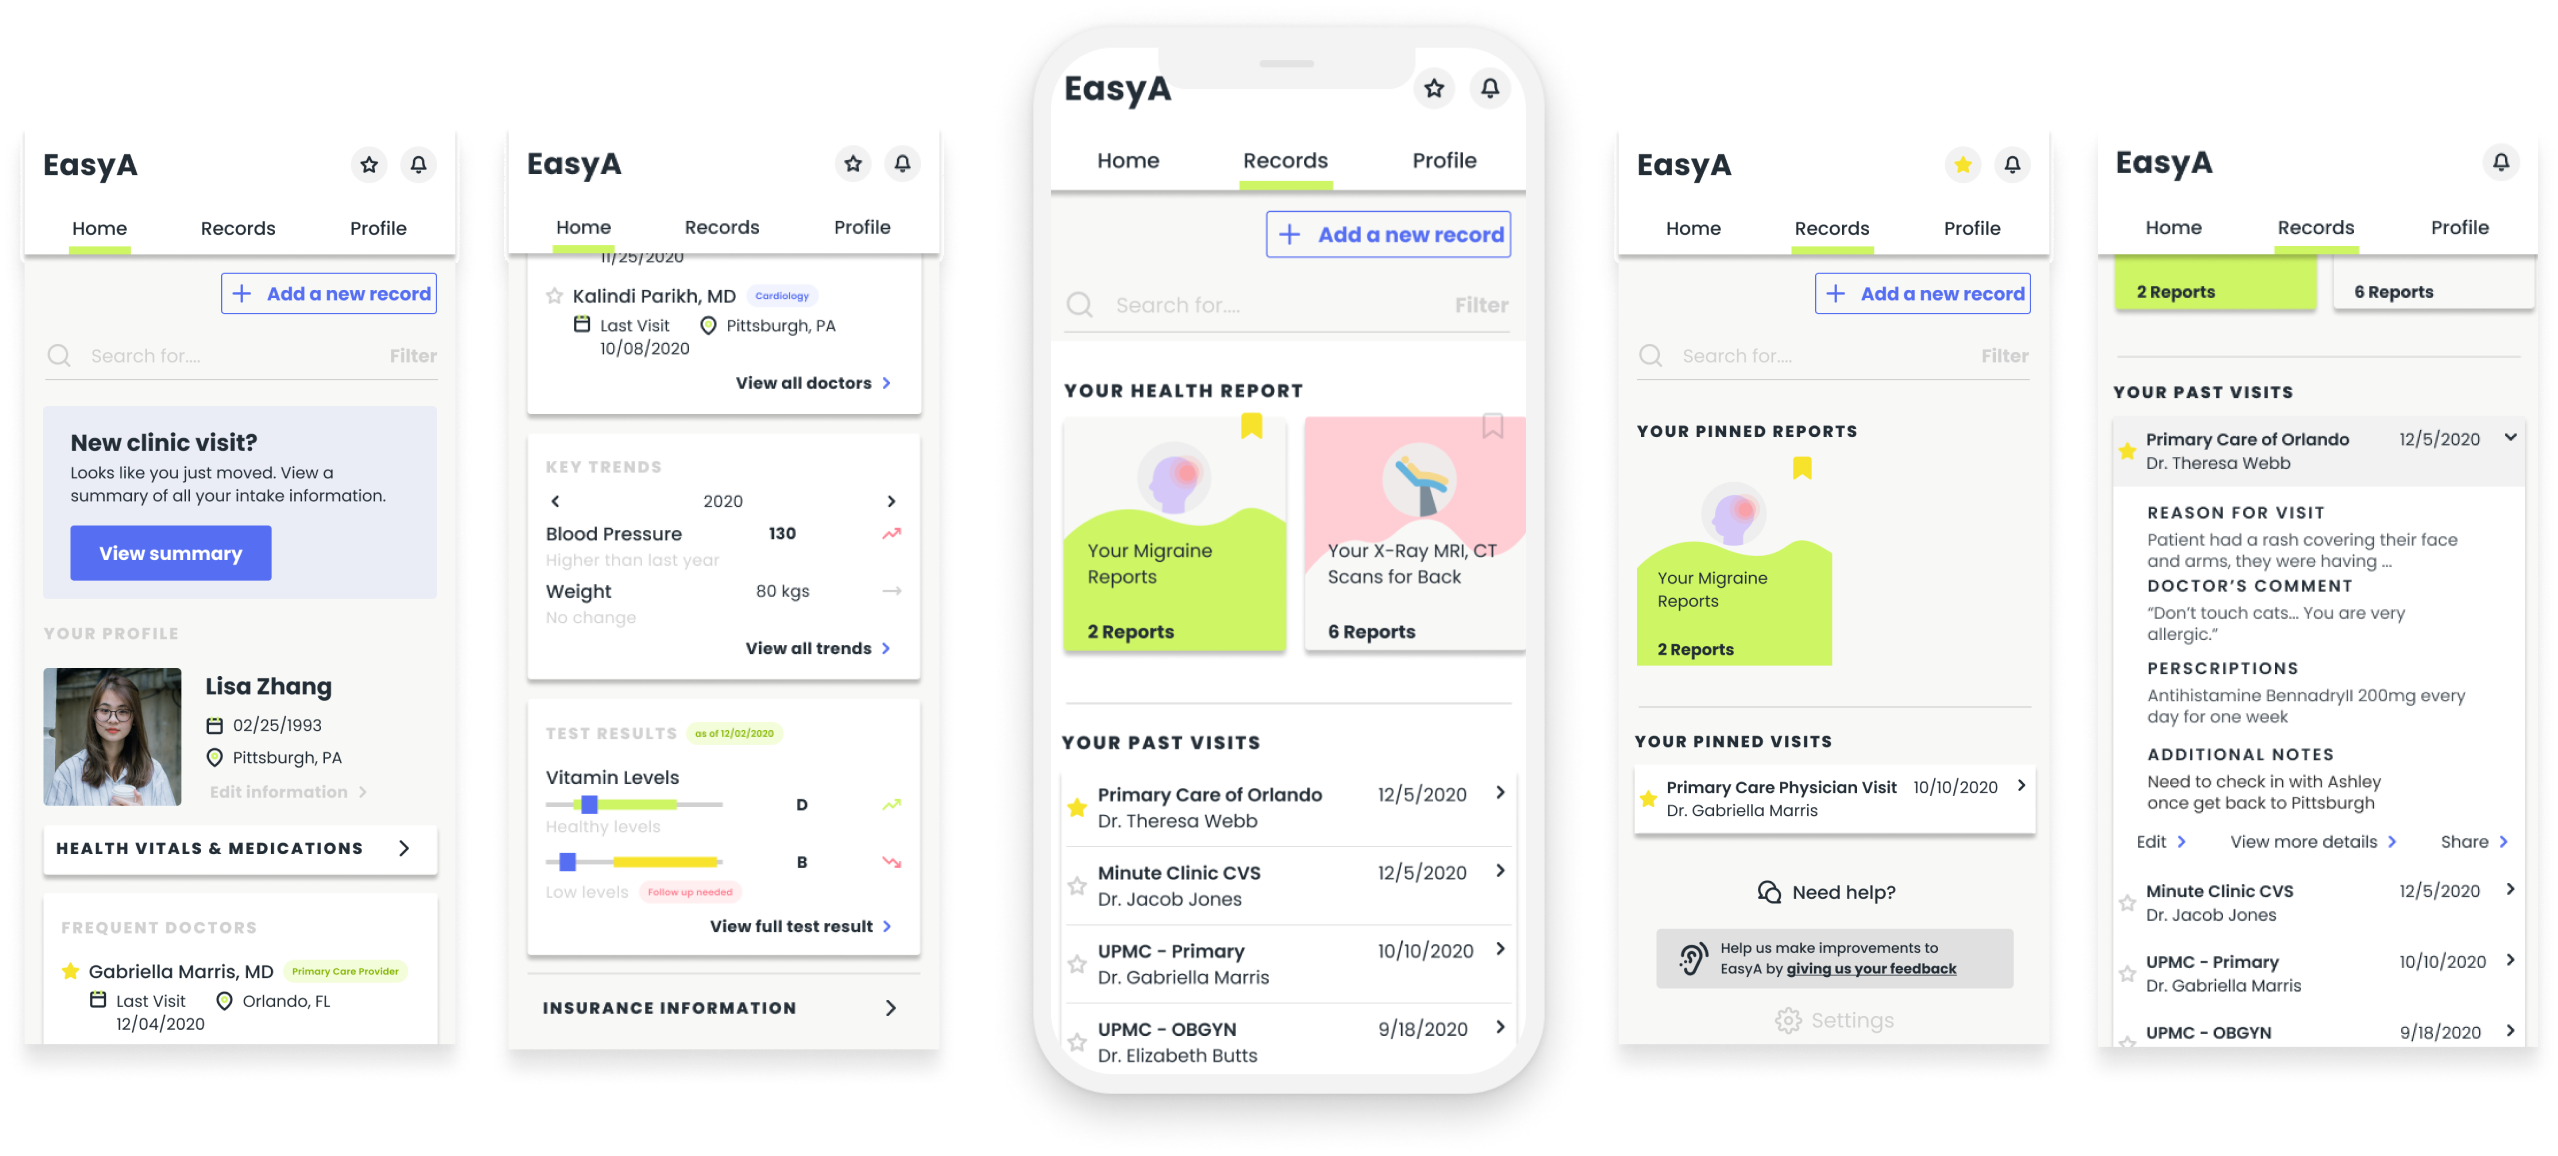 EasyA
Home Records Profile
+ Add a new record
Search for.... Filter
New clinic visit?
Looks like you just moved. View a
summary of all your intake information.
View summary
YOUR PROFILE
Lisa Zhang
02/25/1993
Pittsburgh, PA
Edit information
HEALTH VITALS & MEDICATIONS
FREQUENT DOCTORS
Gabriella Marris, MD Primary Care Provider
Last Visit Orlando, FL
12/04/2020
EasyA
Home Records Profile
11/25/2020
Kalindi Parikh, MD Cardiology
Last Visit Pittsburgh, PA
10/08/2020
View all doctors
KEY TRENDS
2020
Blood Pressure 130
Higher than last year
Weight 80 kgs
No change
View all trends
TEST RESULTS as of 12/02/2020
Vitamin Levels
D
Healthy levels
B
Low levels Follow up needed
View full test result
INSURANCE INFORMATION
EasyA
Home Records Profile
+ Add a new record
Search for.... Filter
YOUR HEALTH REPORT
Your Migraine
Reports
2 Reports
Your X-Ray MRI, CT
Scans for Back
6 Reports
YOUR PAST VISITS
Primary Care of Orlando 12/5/2020
Dr. Theresa Webb
Minute Clinic CVS 12/5/2020
Dr. Jacob Jones
UPMC - Primary 10/10/2020
Dr. Gabriella Marris
UPMC - OBGYN 9/18/2020
Dr. Elizabeth Butts
EasyA
Home Records Profile
+ Add a new record
Search for.... Filter
YOUR PINNED REPORTS
Your Migraine
Reports
2 Reports
YOUR PINNED VISITS
Primary Care Physician Visit 10/10/2020
Dr. Gabriella Marris
Need help?
Help us make improvements to
EasyA by giving us your feedback
Settings
EasyA
Home Records Profile
2 Reports 6 Reports
YOUR PAST VISITS
Primary Care of Orlando 12/5/2020
Dr. Theresa Webb
REASON FOR VISIT
Patient had a rash covering their face
and arms, they were having ...
DOCTOR’S COMMENT
“Don’t touch cats... You are very
allergic.”
PERSCRIPTIONS
Antihistamine Bennadryll 200mg every
day for one week
ADDITIONAL NOTES
Need to check in with Ashley
once get back to Pittsburgh
Edit View more details Share
Minute Clinic CVS 12/5/2020
Dr. Jacob Jones
UPMC - Primary 10/10/2020
Dr. Gabriella Marris
UPMC - OBGYN 9/18/2020